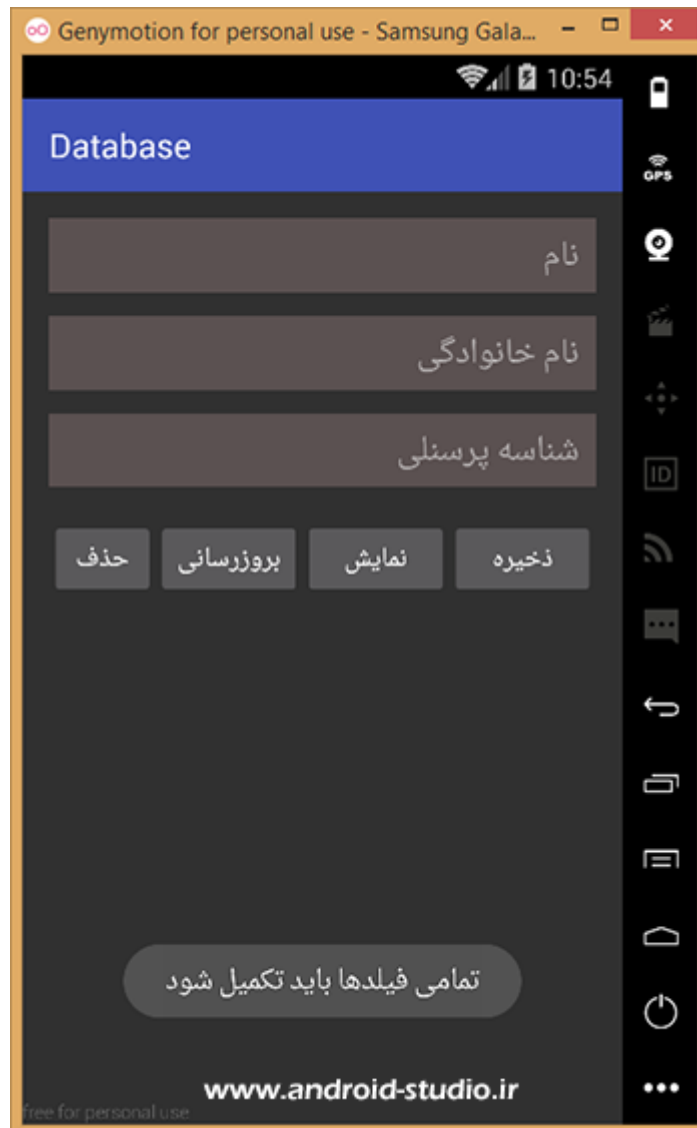 Genymotion for personal use - Samsung Gala...
10:54
Database
GPS
نام
نام خانوادگی
شناسه پرسنلی
ID
ذخیره نمایش بروزرسانی حذف
تمامی فیلدها باید تکمیل شود
www.android-studio.ir
free for personal use